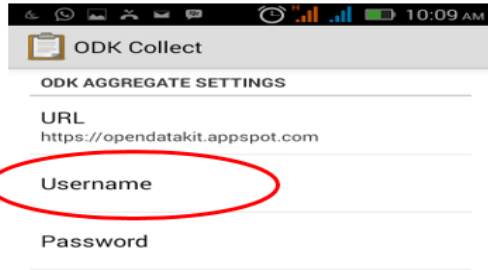 H
10:09 AM
ODK Collect
ODK AGGREGATE SETTINGS
URL
https://opendatakit.appspot.com
Username
Password